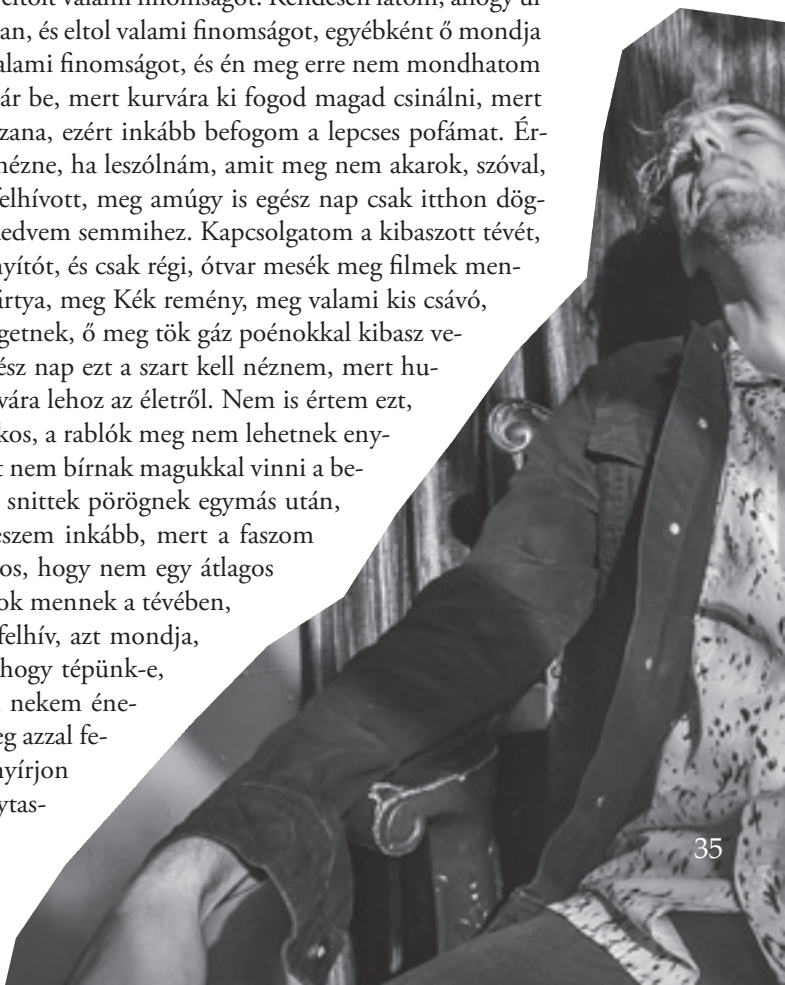 eltolt valami finomságot. Rendesen látom, ahogy ül
an, és eltol valami finomságot, egyébként ő mondja
alami finomságot, és én meg erre nem mondhatom
ár be, mert kurvára ki fogod magad csinálni, mert
zana, ezért inkább befogom a lepcses pofámat. Ér-
nézne, ha leszólnám, amit meg nem akarok, szóval,
felhívott, meg amúgy is egész nap csak itthon dög-
edvem semmihez. Kapcsolgatom a kibaszott tévét,
nyítót, és csak régi, ótvar mesék meg filmek men-
ártya, meg Kék remény, meg valami kis csávó,
getnek, ő meg tök gáz poénokkal kibasz ve-
ész nap ezt a szart kell néznem, mert hu-
vára lehoz az életről. Nem is értem ezt,
kos, a rablók meg nem lehetnek eny-
t nem bírnak magukkal vinni a be-
snittek pörögnek egymás után,
eszem inkább, mert a faszom
os, hogy nem egy átlagos
ok mennek a tévében,
felhív, azt mondja,
hogy tépünk-e,
nekem éne-
eg azzal fe-
nyírjon
ytas-
35